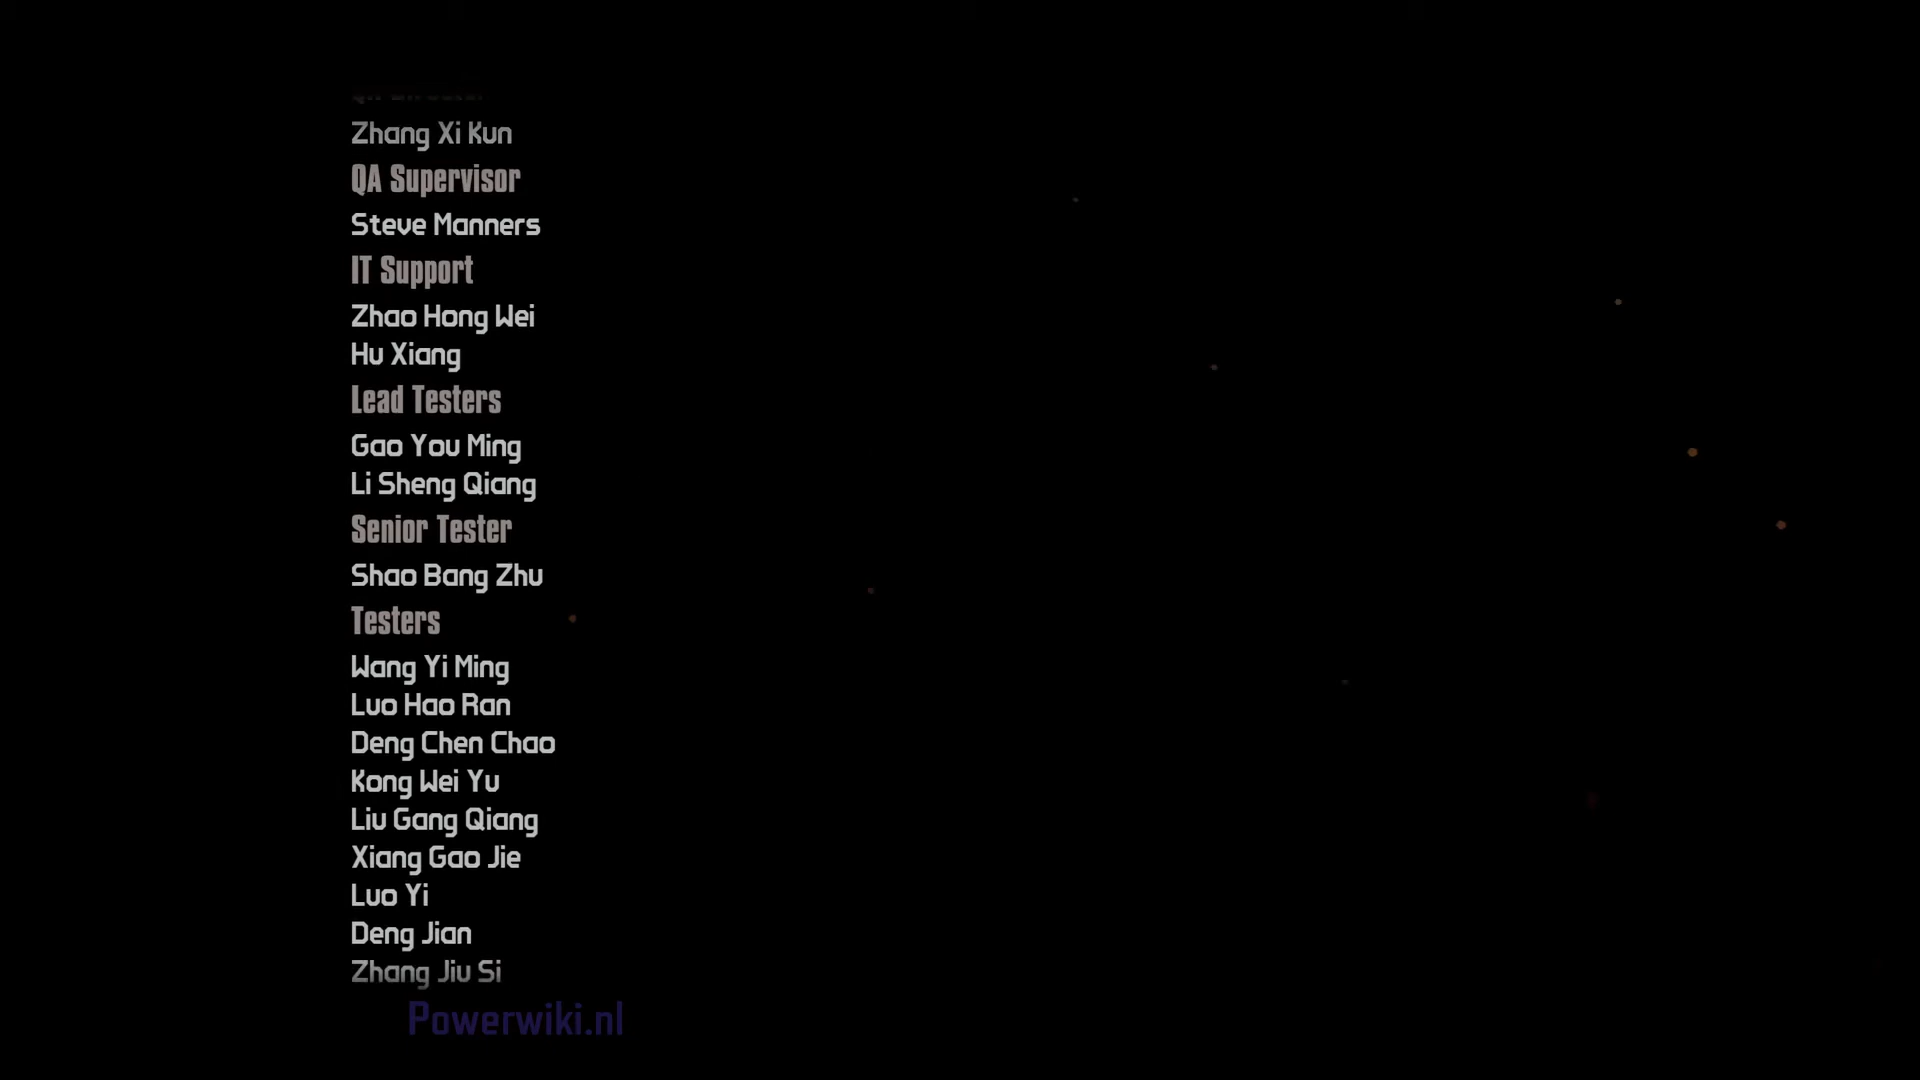 Zhang Xi Kun
QA Supervisor
Steve Manners
IT Support
Zhao Hong Wei
Hu Xiang
Lead Testers
Gao You Ming
Li Sheng Qiang
Senior Tester
Shao Bang Zhu
Testers
Wang Yi Ming
Luo Hao Ran
Deng Chen Chao
Kong Wei Yu
Liu Gang Qiang
Xiang Gao Jie
Luo Yi
Deng Jian
Zhang Jiu Si
Powerwiki.nl